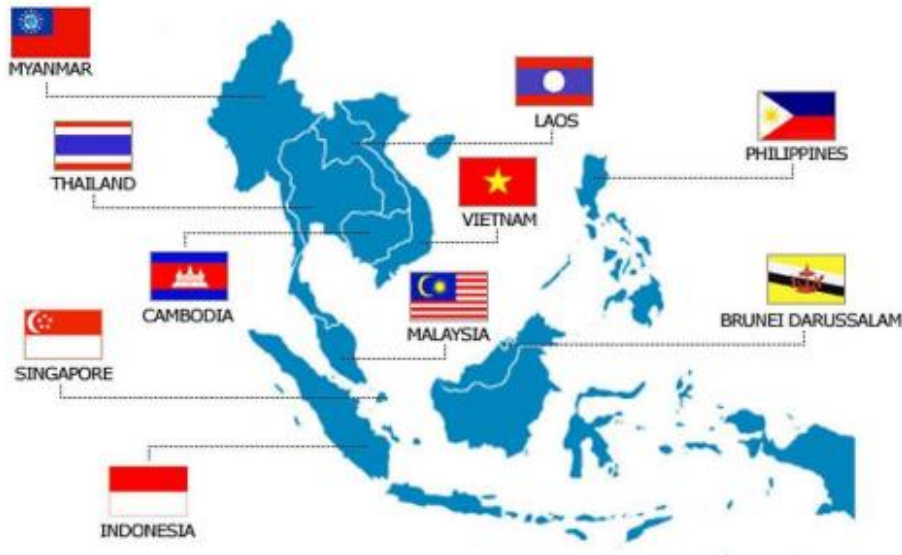 MYANMAR
LAOS
PHILIPPINES
THAILAND
VIETNAM
CAMBODIA
MALAYSIA
BRUNEI DARUSSALAM
SINGAPORE
INDONESIA